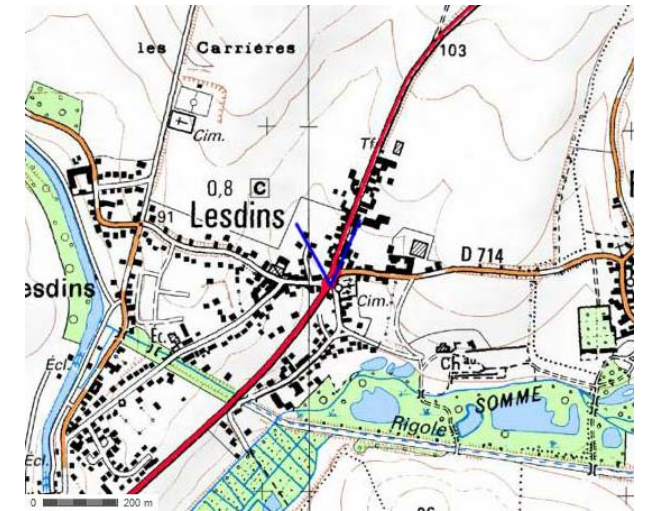 les Carrières
103
Cim.
Tf
0,8 C
91
Lesdins
D 714
esdins
Cim.
Éc.
Écl.
Chau
SOMME
Rigole
Écl.
0 200 m